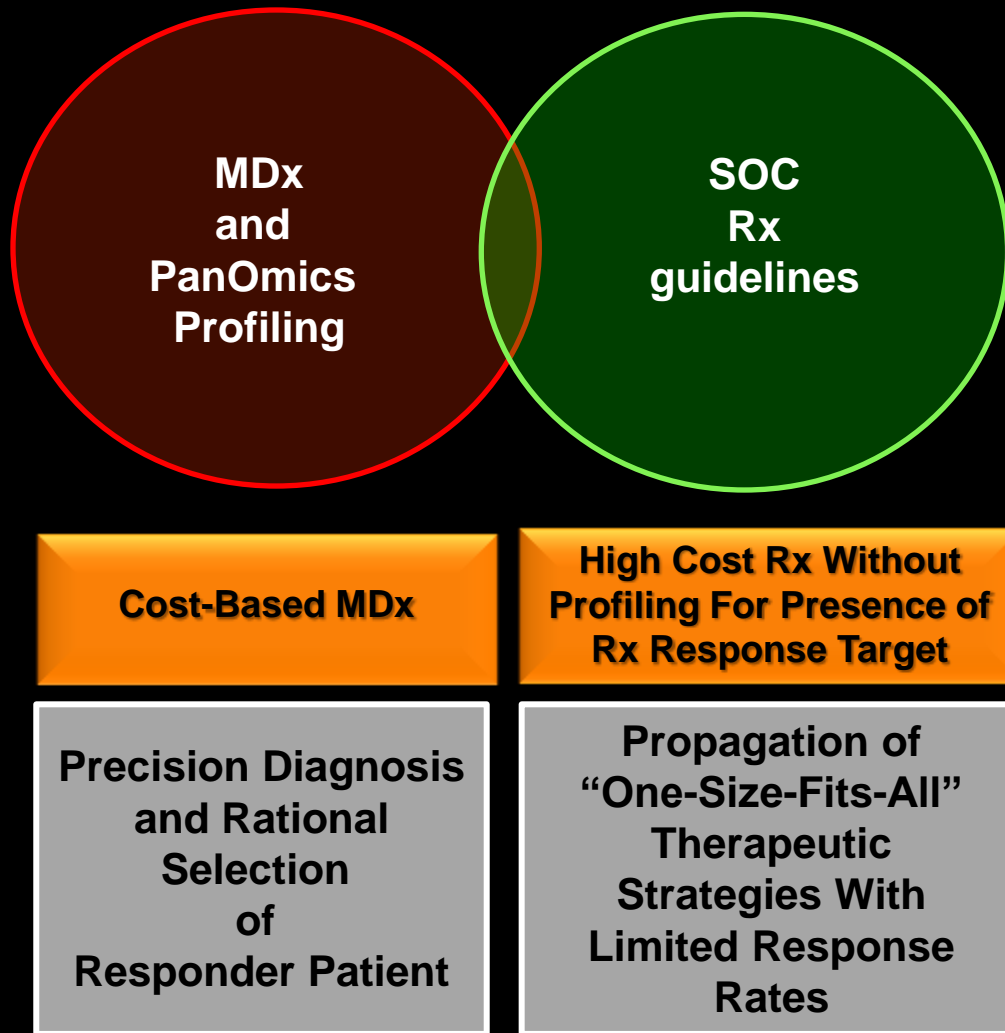 MDx
and
PanOmics
Profiling
SOC
Rx
guidelines
Cost-Based MDx
High Cost Rx Without
Profiling For Presence of
Rx Response Target
Precision Diagnosis
and Rational
Selection
of
Responder Patient
Propagation of
“One-Size-Fits-All”
Therapeutic
Strategies With
Limited Response
Rates